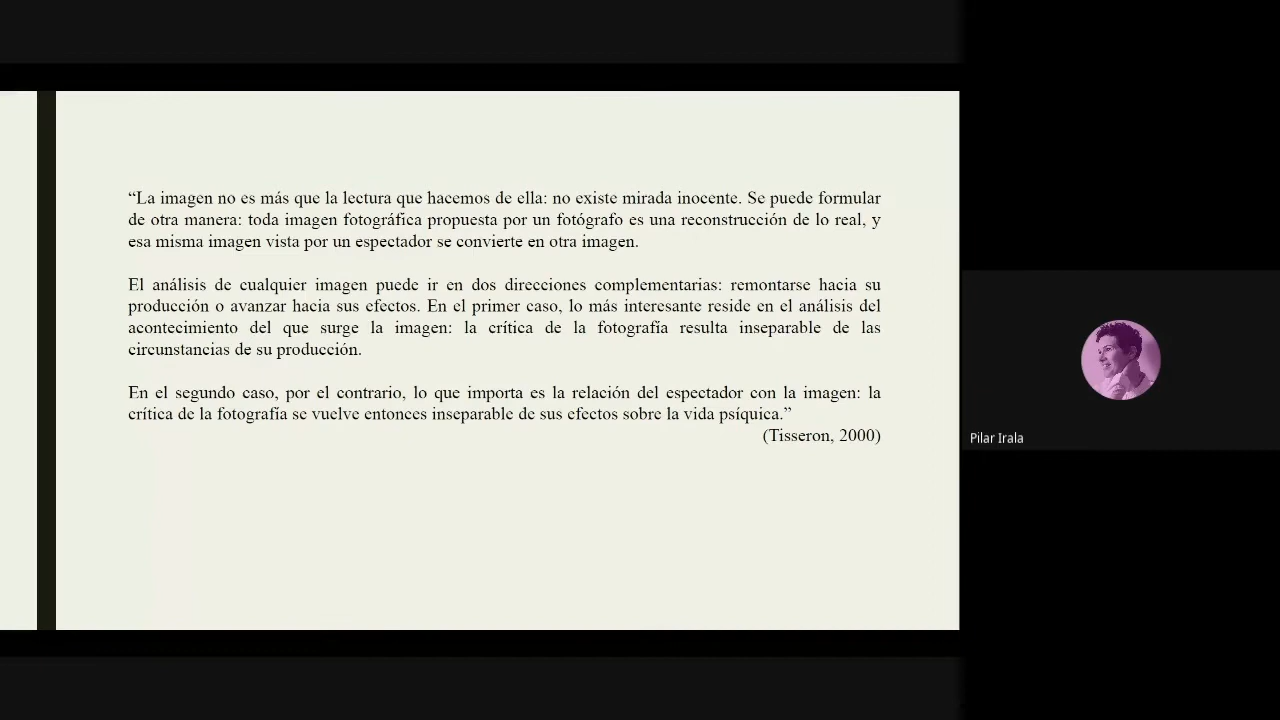 “La imagen no es más que la lectura que hacemos de ella: no existe mirada inocente. Se puede formular
de otra manera: toda imagen fotográfica propuesta por un fotógrafo es una reconstrucción de lo real, y
esa misma imagen vista por un espectador se convierte en otra imagen.
El análisis de cualquier imagen puede ir en dos direcciones complementarias: remontarse hacia su
producción o avanzar hacia sus efectos. En el primer caso, lo más interesante reside en el análisis del
acontecimiento del que surge la imagen: la crítica de la fotografía resulta inseparable de las
circunstancias de su producción.
En el segundo caso, por el contrario, lo que importa es la relación del espectador con la imagen: la
crítica de la fotografía se vuelve entonces inseparable de sus efectos sobre la vida psíquica.”
(Tisseron, 2000)
Pilar Irala